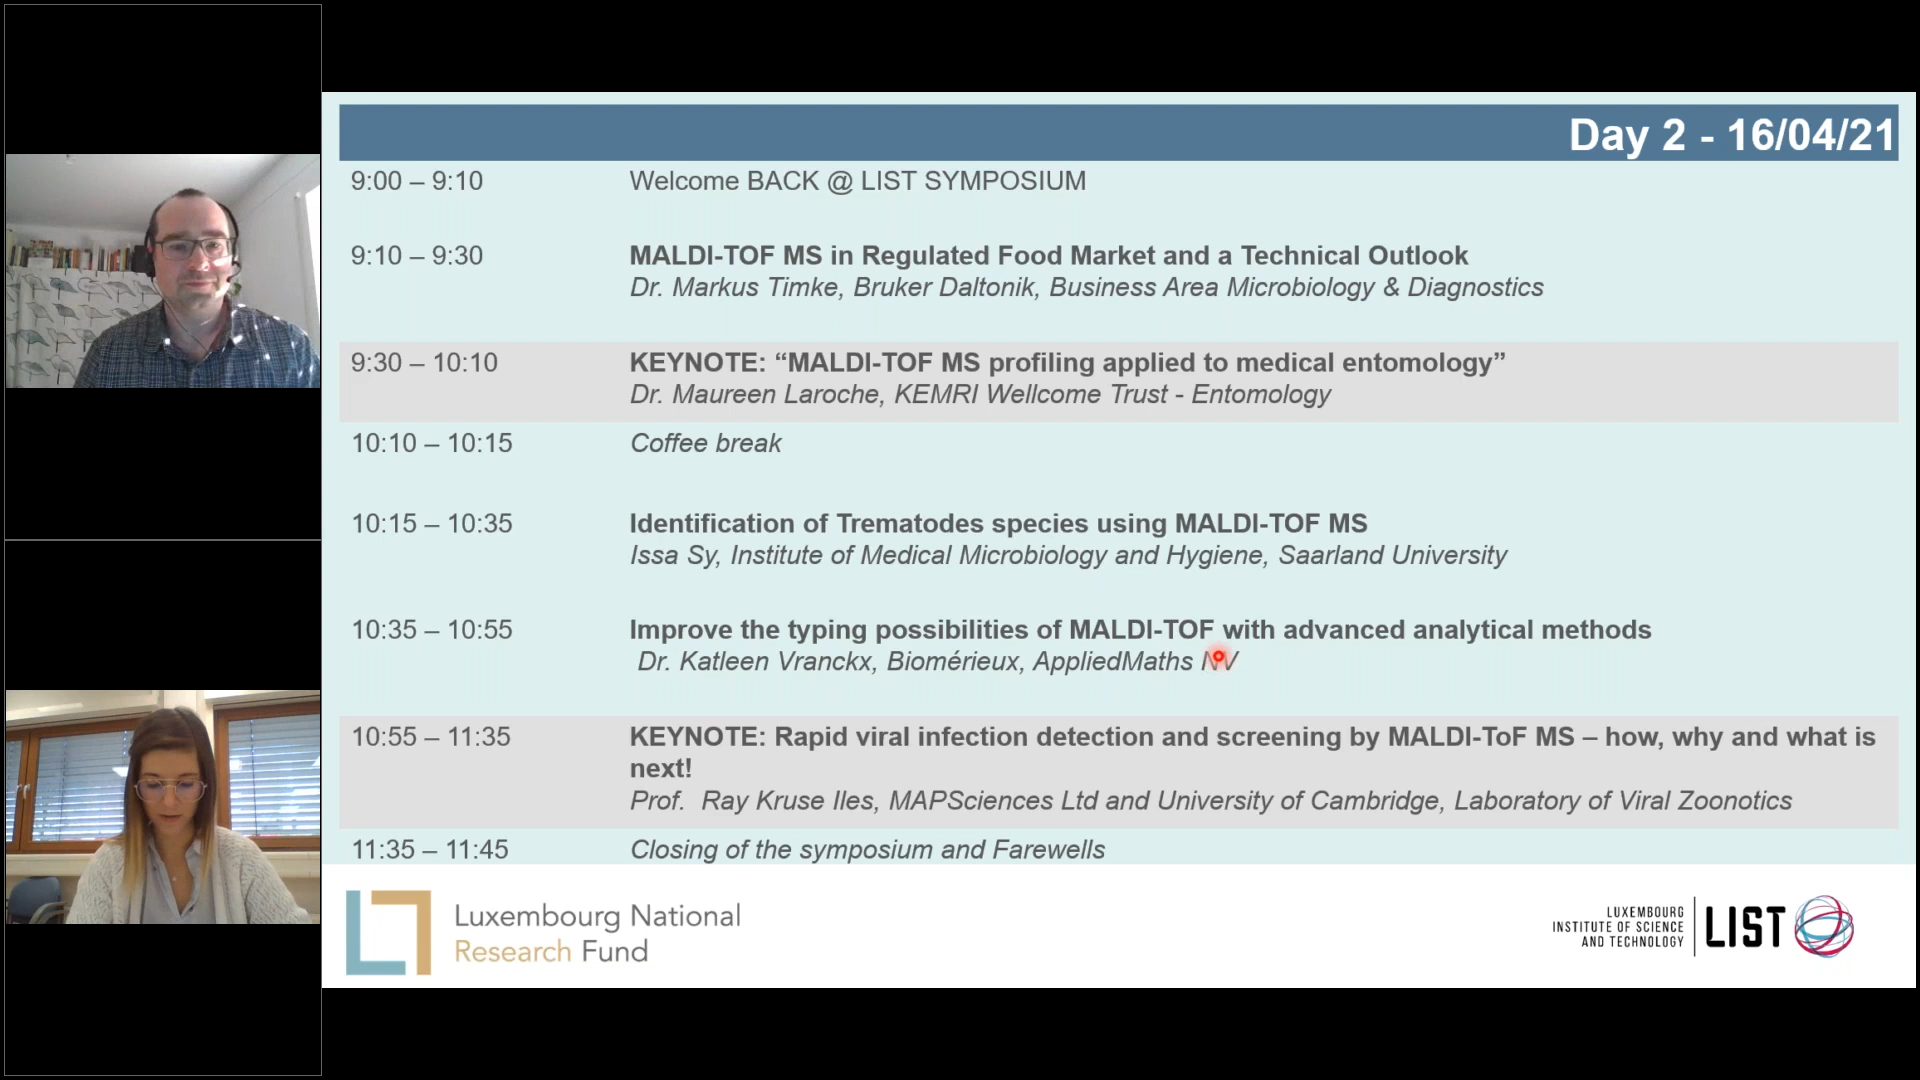 Day 2 - 16/04/21
9:00 – 9:10 Welcome BACK @ LIST SYMPOSIUM
9:10 – 9:30 MALDI-TOF MS in Regulated Food Market and a Technical Outlook
Dr. Markus Timke, Bruker Daltonik, Business Area Microbiology & Diagnostics
9:30 – 10:10 KEYNOTE: “MALDI-TOF MS profiling applied to medical entomology”
Dr. Maureen Laroche, KEMRI Wellcome Trust - Entomology
10:10 – 10:15 Coffee break
10:15 – 10:35 Identification of Trematodes species using MALDI-TOF MS
Issa Sy, Institute of Medical Microbiology and Hygiene, Saarland University
10:35 – 10:55 Improve the typing possibilities of MALDI-TOF with advanced analytical methods
Dr. Katleen Vranckx, Biomérieux, AppliedMaths NV
10:55 – 11:35 KEYNOTE: Rapid viral infection detection and screening by MALDI-ToF MS – how, why and what is
next!
Prof. Ray Kruse Iles, MAPSciences Ltd and University of Cambridge, Laboratory of Viral Zoonotics
11:35 – 11:45 Closing of the symposium and Farewells
Luxembourg National
Research Fund
LUXEMBOURG
INSTITUTE OF SCIENCE
AND TECHNOLOGY
LIST